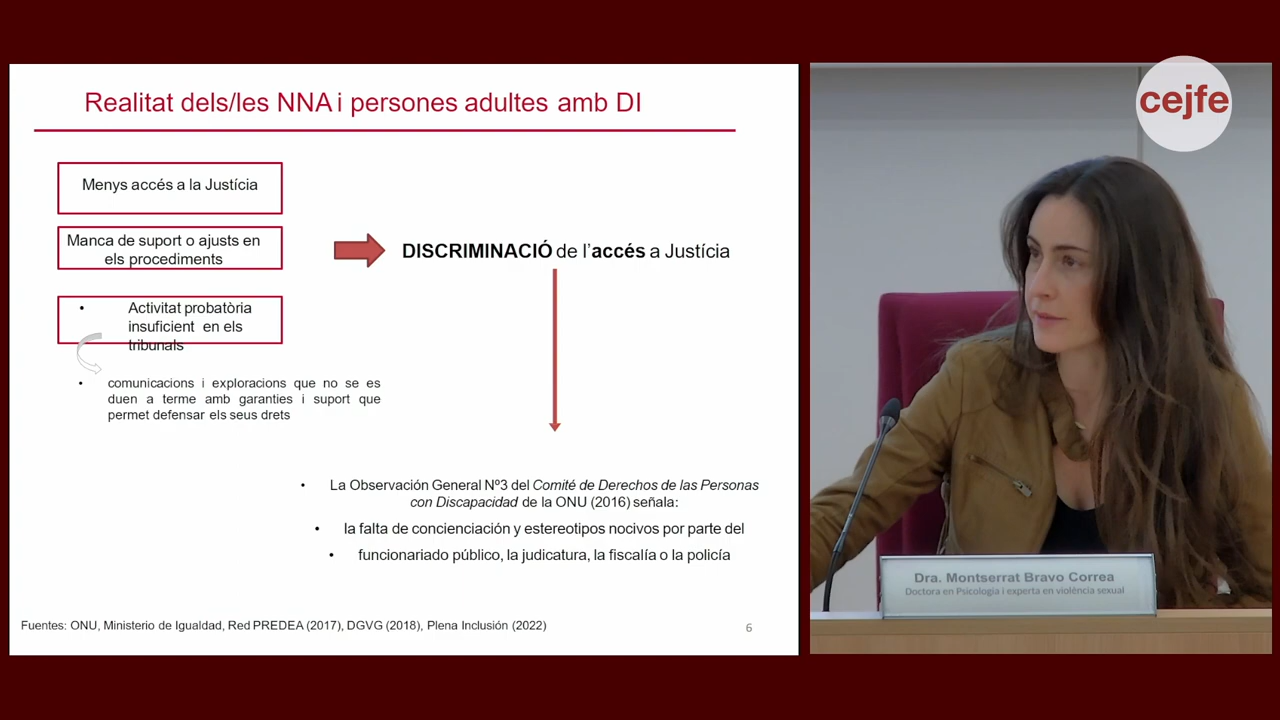 Realitat dels/les NNA i persones adultes amb DI
Menys accés a la Justícia
Manca de suport o ajusts en
els procediments
• Activitat probatòria
insuficient en els
tribunals
• comunicacions i exploracions que no se es
duen a terme amb garanties i suport que
permet defensar els seus drets
DISCRIMINACIÓ de l'accés a Justícia
• La Observación General Nº3 del Comité de Derechos de las Personas
con Discapacidad de la ONU (2016) señala:
• la falta de concienciación y estereotipos nocivos por parte del
• funcionariado público, la judicatura, la fiscalía o la policía
Fuentes: ONU, Ministerio de Igualdad, Red PREDEA (2017), DGVG (2018), Plena Inclusión (2022)
6
cejfe
Dra. Montserrat Bravo Correa
Doctora en Psicologia i experta en violència sexual